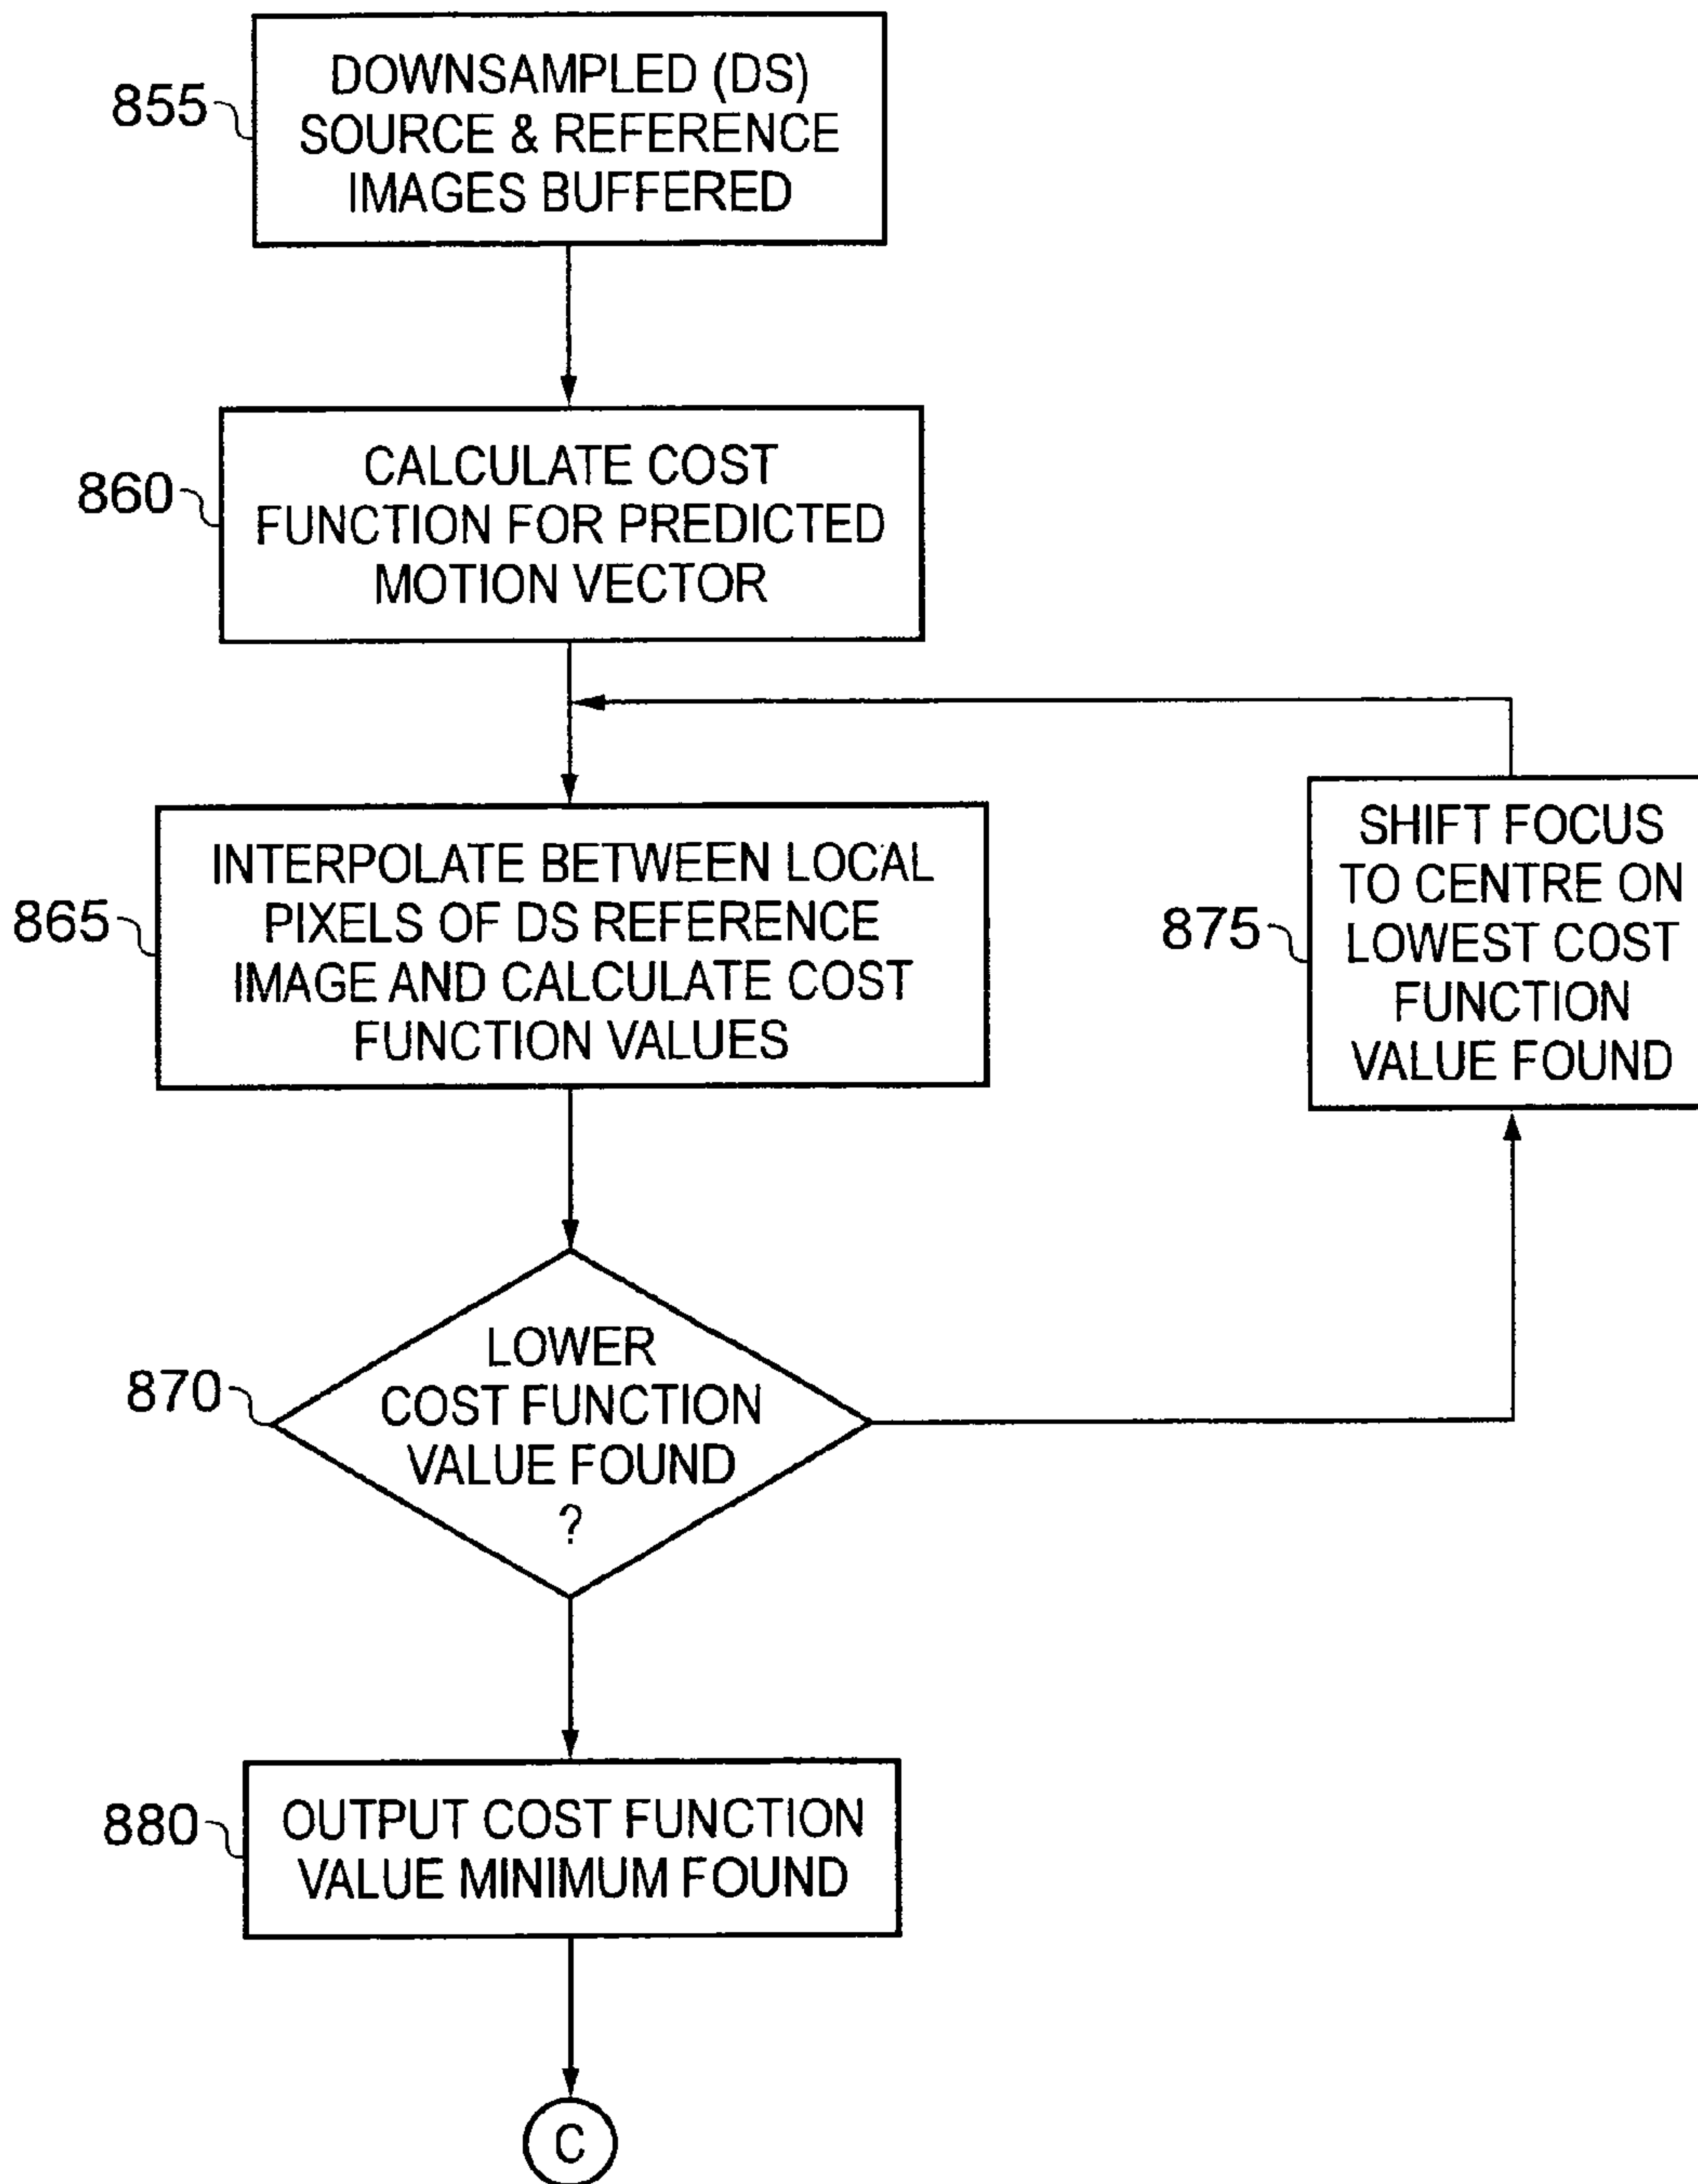 855
DOWNSAMPLED (DS)
SOURCE & REFERENCE
IMAGES BUFFERED
860
CALCULATE COST
FUNCTION FOR PREDICTED
MOTION VECTOR
865
INTERPOLATE BETWEEN LOCAL
PIXELS OF DS REFERENCE
IMAGE AND CALCULATE COST
FUNCTION VALUES
875
SHIFT FOCUS
TO CENTRE ON
LOWEST COST
FUNCTION
VALUE FOUND
870
LOWER
COST FUNCTION
VALUE FOUND
?
880
OUTPUT COST FUNCTION
VALUE MINIMUM FOUND
C